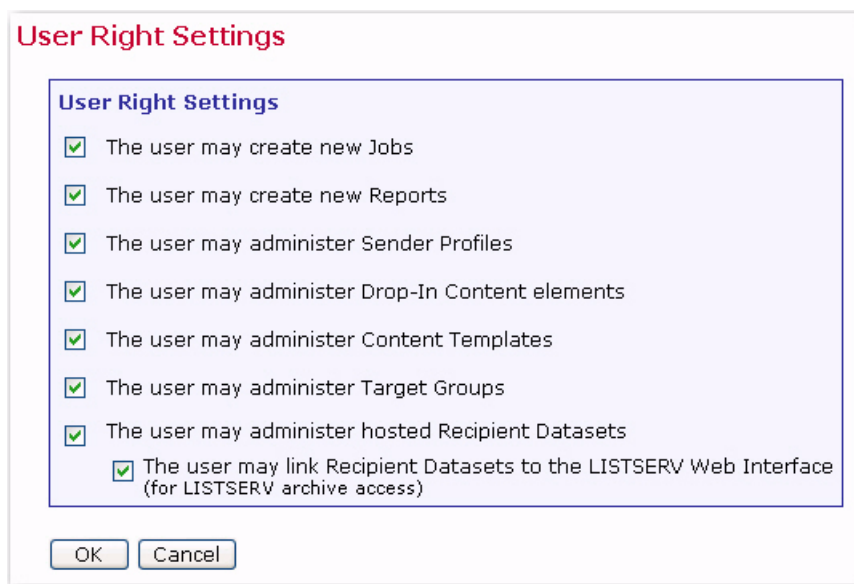 User Right Settings
User Right Settings
The user may create new Jobs
The user may create new Reports
The user may administer Sender Profiles
The user may administer Drop-In Content elements
The user may administer Content Templates
The user may administer Target Groups
The user may administer hosted Recipient Datasets
The user may link Recipient Datasets to the LISTSERV Web Interface
(for LISTSERV archive access)
OK
Cancel